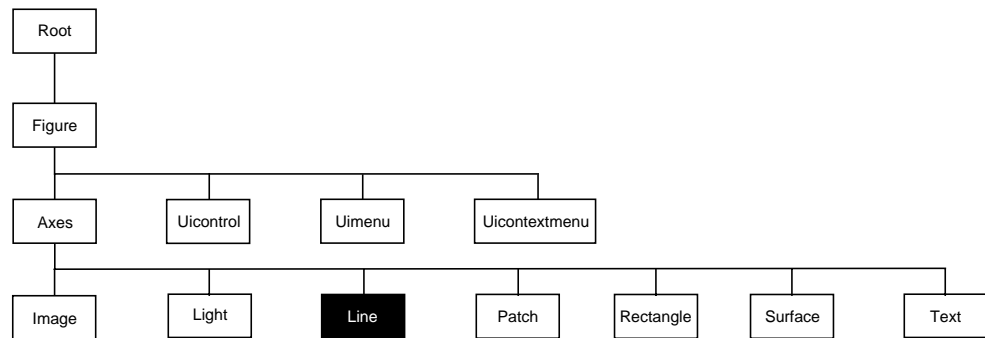 Root
Figure
Axes
Uicontrol
Uimenu
Uicontextmenu
Image
Light
Line
Patch
Rectangle
Surface
Text